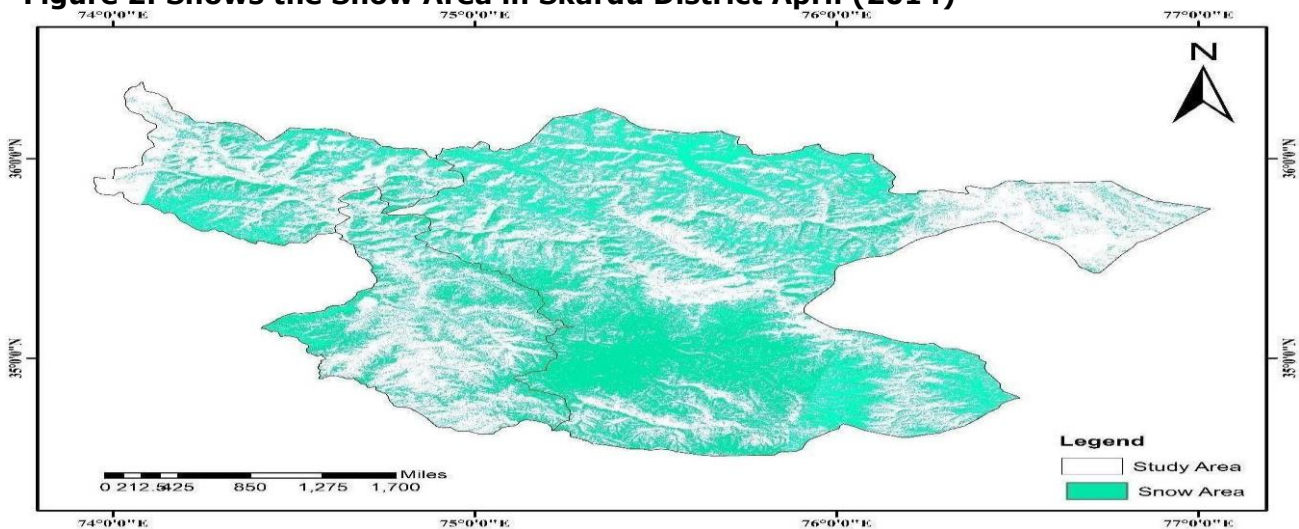 Figure 2: Shows the Snow Area in Skardu District April (2014)
74°0'0"E 75°0'0"E 76°0'0"E 77°0'0"E
N
36°0'0"N 36°0'0"N
35°0'0"N 35°0'0"N
Legend
Study Area
Snow Area
Miles
0 212.5425 850 1,275 1,700
74°0'0"E 75°0'0"E 76°0'0"E 77°0'0"E